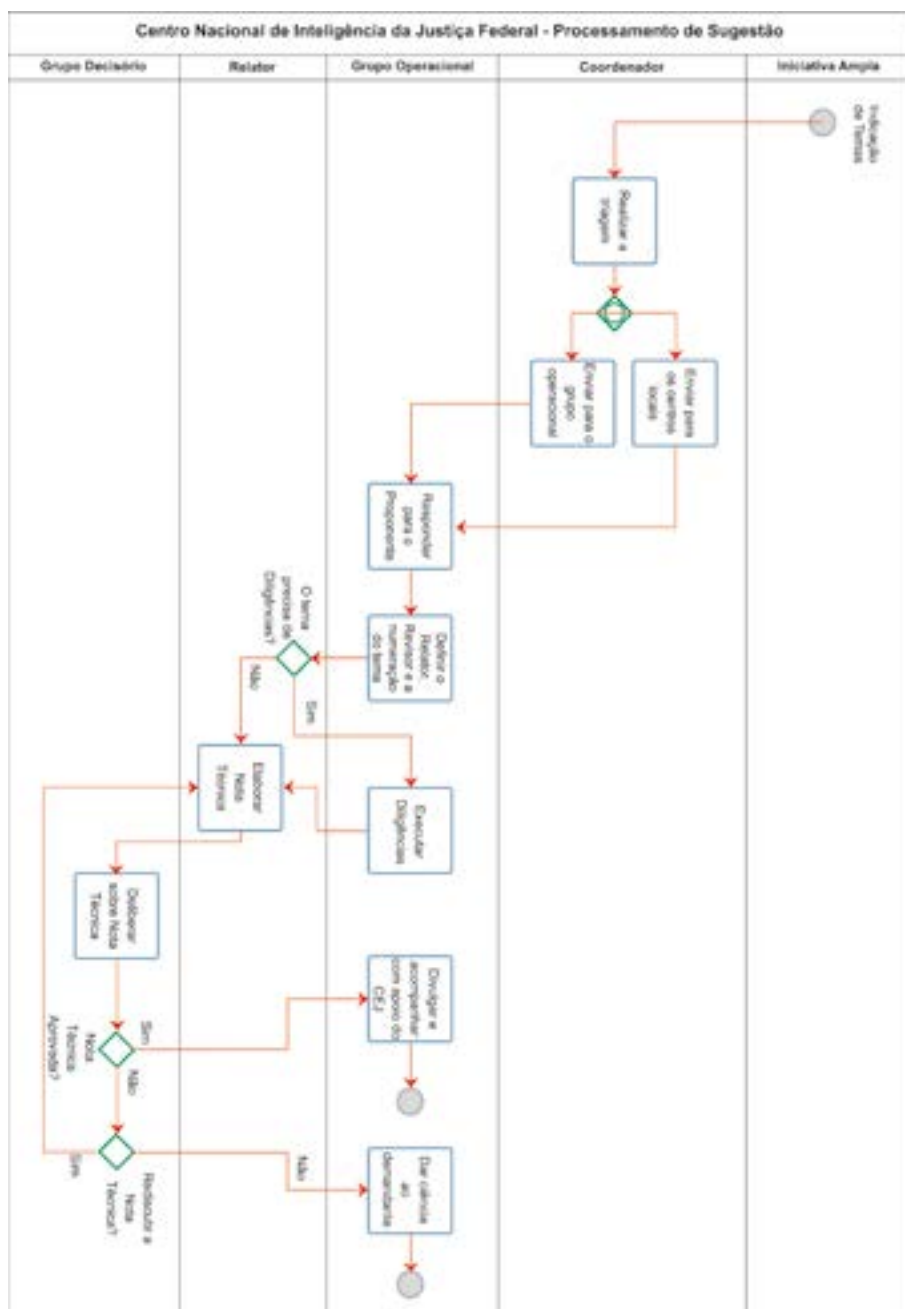 Centro Nacional de Inteligência da Justiça Federal - Processamento de Sugestão
Grupo Decisório
Relator
Grupo Operacional
Coordenador
Iniciativa Ampla
Indicação
de Temas
Realizar a
triagem
Enviar para
os centros
locais
Enviar para o
grupo
operacional
Responder
para o
Proponente
Definir o
Relator,
Revisor e a
numeração
do tema
O tema
precisa de
Diligências?
Não
Sim
Elaborar
Nota
Técnica
Executar
Diligências
Deliberar
sobre Nota
Técnica
Nota
Técnica
Aprovada?
Sim
Não
Divulgar e
acompanhar
com apoio do
CEJ
Rediscutir a
Nota
Técnica?
Sim
Não
Dar ciência
ao
demandante